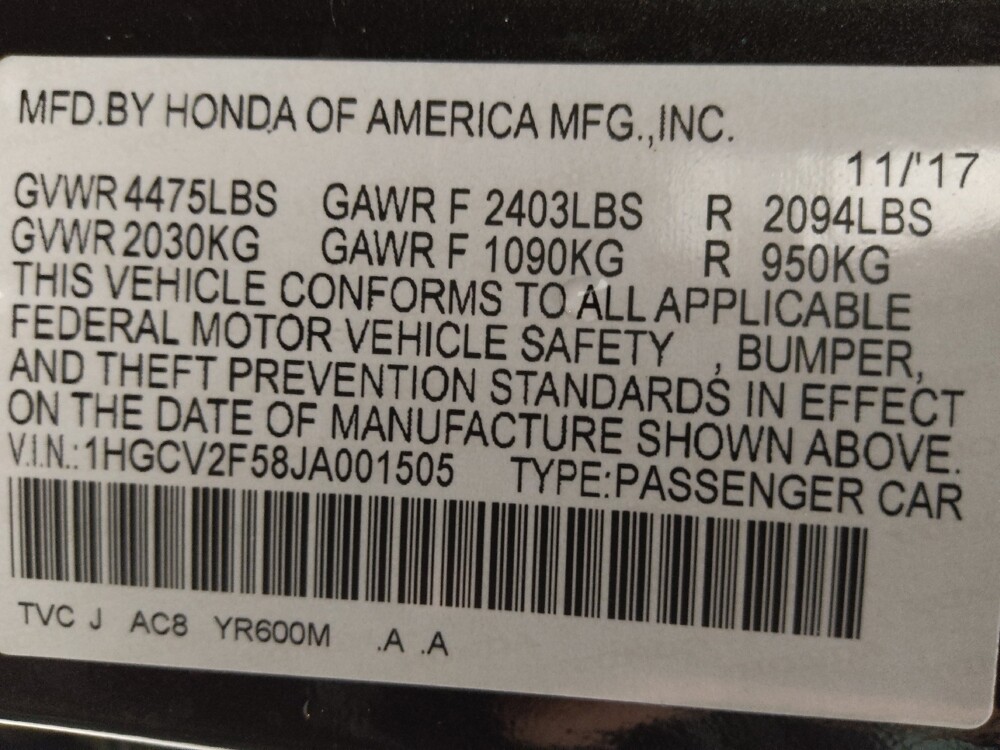 MFD.BY HONDA OF AMERICA MFG.,INC.
11/'17
GVWR 4475LBS GAWR F 2403LBS R 2094LBS
GVWR 2030KG GAWR F 1090KG R 950KG
THIS VEHICLE CONFORMS TO ALL APPLICABLE
FEDERAL MOTOR VEHICLE SAFETY , BUMPER,
AND THEFT PREVENTION STANDARDS IN EFFECT
ON THE DATE OF MANUFACTURE SHOWN ABOVE.
V.I.N.:1HGCV2F58JA001505 TYPE:PASSENGER CAR
TVC J AC8 YR600M .A .A